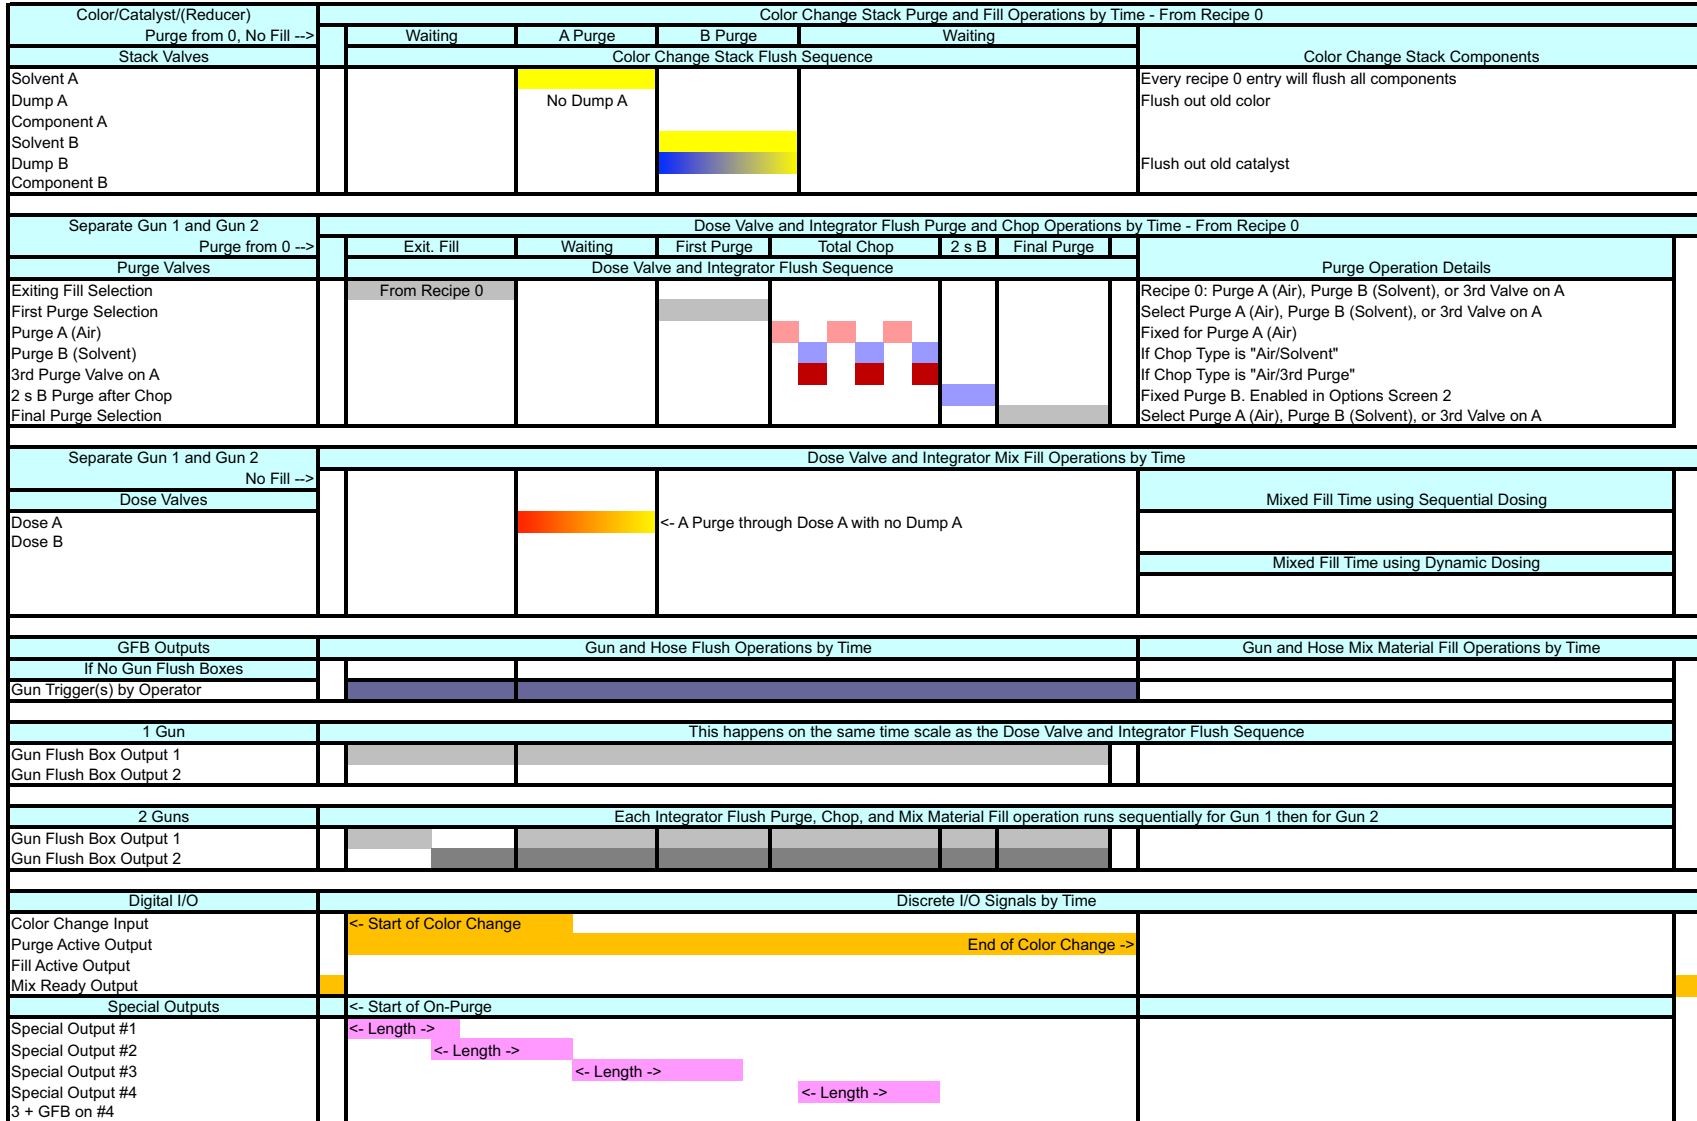 Color/Catalyst/(Reducer)
Color Change Stack Purge and Fill Operations by Time - From Recipe 0
Purge from 0, No Fill -->
Waiting
A Purge
B Purge
Waiting
Stack Valves
Color Change Stack Flush Sequence
Color Change Stack Components
Solvent A
Every recipe 0 entry will flush all components
Dump A
No Dump A
Flush out old color
Component A
Solvent B
Dump B
Flush out old catalyst
Component B
Separate Gun 1 and Gun 2
Dose Valve and Integrator Flush Purge and Chop Operations by Time - From Recipe 0
Purge from 0 -->
Exit. Fill
Waiting
First Purge
Total Chop
2 s B
Final Purge
Purge Valves
Dose Valve and Integrator Flush Sequence
Purge Operation Details
Exiting Fill Selection
From Recipe 0
Recipe 0: Purge A (Air), Purge B (Solvent), or 3rd Valve on A
First Purge Selection
Select Purge A (Air), Purge B (Solvent), or 3rd Valve on A
Purge A (Air)
Fixed for Purge A (Air)
Purge B (Solvent)
If Chop Type is "Air/Solvent"
3rd Purge Valve on A
If Chop Type is "Air/3rd Purge"
2 s B Purge after Chop
Fixed Purge B. Enabled in Options Screen 2
Final Purge Selection
Select Purge A (Air), Purge B (Solvent), or 3rd Valve on A
Separate Gun 1 and Gun 2
Dose Valve and Integrator Mix Fill Operations by Time
No Fill -->
Dose Valves
Mixed Fill Time using Sequential Dosing
Dose A
<- A Purge through Dose A with no Dump A
Dose B
Mixed Fill Time using Dynamic Dosing
GFB Outputs
Gun and Hose Flush Operations by Time
Gun and Hose Mix Material Fill Operations by Time
If No Gun Flush Boxes
Gun Trigger(s) by Operator
1 Gun
This happens on the same time scale as the Dose Valve and Integrator Flush Sequence
Gun Flush Box Output 1
Gun Flush Box Output 2
2 Guns
Each Integrator Flush Purge, Chop, and Mix Material Fill operation runs sequentially for Gun 1 then for Gun 2
Gun Flush Box Output 1
Gun Flush Box Output 2
Digital I/O
Discrete I/O Signals by Time
Color Change Input
<- Start of Color Change
Purge Active Output
End of Color Change ->
Fill Active Output
Mix Ready Output
Special Outputs
<- Start of On-Purge
Special Output #1
<- Length ->
Special Output #2
<- Length ->
Special Output #3
<- Length ->
Special Output #4
<- Length ->
3 + GFB on #4